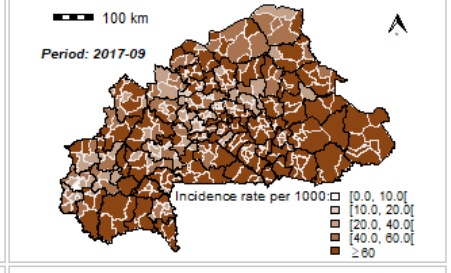 100 km
Period: 2017-09
Incidence rate per 1000: [0.0, 10.0[
[10.0, 20.0[
[20.0, 40.0[
[40.0, 60.0[
≥60